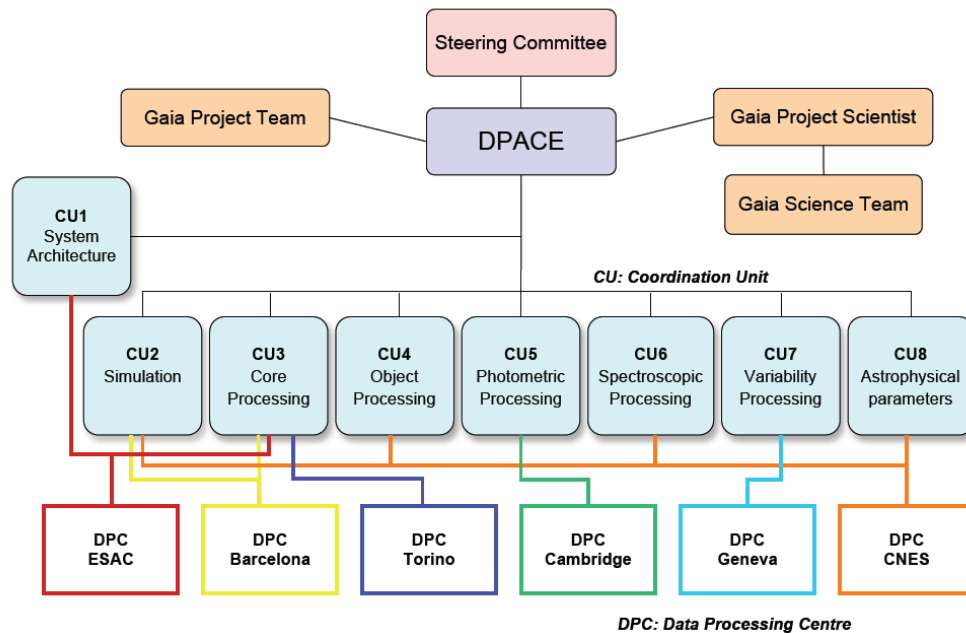 Steering Committee
Gaia Project Team
DPACE
Gaia Project Scientist
Gaia Science Team
CU1
System
Architecture
CU: Coordination Unit
CU2
Simulation
CU3
Core
Processing
CU4
Object
Processing
CU5
Photometric
Processing
CU6
Spectroscopic
Processing
CU7
Variability
Processing
CU8
Astrophysical
parameters
DPC
ESAC
DPC
Barcelona
DPC
Torino
DPC
Cambridge
DPC
Geneva
DPC
CNES
DPC: Data Processing Centre